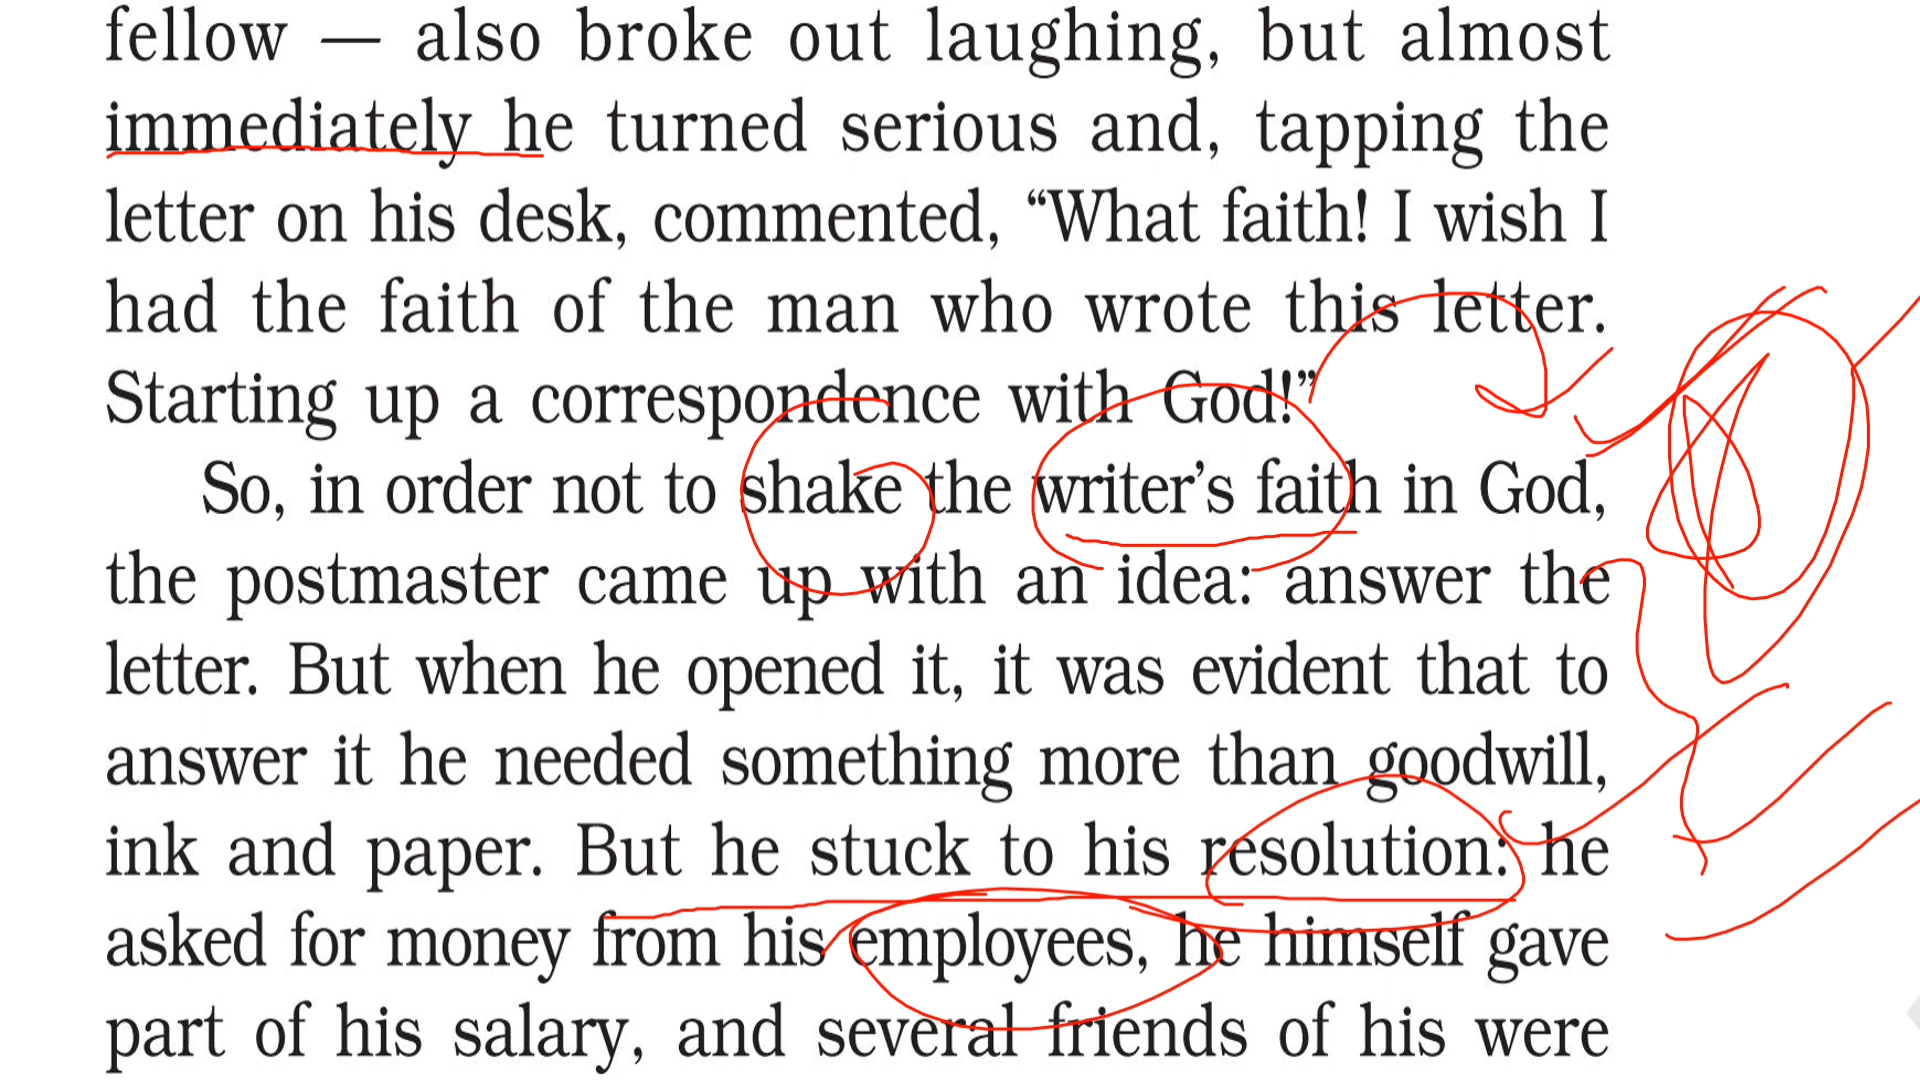 fellow — also broke out laughing, but almost
immediately he turned serious and, tapping the
letter on his desk, commented, “What faith! I wish I
had the faith of the man who wrote this letter.
Starting up a correspondence with God!”
So, in order not to shake the writer’s faith in God,
the postmaster came up with an idea: answer the
letter. But when he opened it, it was evident that to
answer it he needed something more than goodwill,
ink and paper. But he stuck to his resolution: he
asked for money from his employees, he himself gave
part of his salary, and several friends of his were